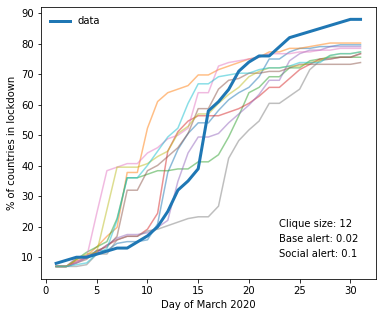 90
80
70
60
50
40
30
20
10
% of countries in lockdown
data
Clique size: 12
Base alert: 0.02
Social alert: 0.1
0 5 10 15 20 25 30
Day of March 2020